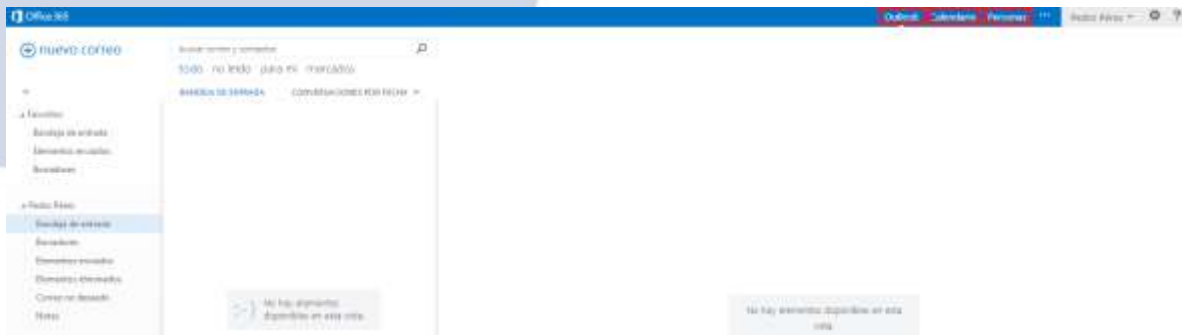 Office 365
Outlook Calendario Personas ... Pedro Pérez ?
nuevo correo
Buscar correo y contactos
todo no leído para mí marcados
BANDEJA DE ENTRADA CONVERSACIONES POR FECHA
Favoritos
Bandeja de entrada
Elementos enviados
Borradores
Pedro Pérez
Bandeja de entrada
Borradores
Elementos enviados
Elementos eliminados
Correo no deseado
Notas
:-) No hay elementos
disponibles en esta vista.
No hay elementos disponibles en esta
vista.